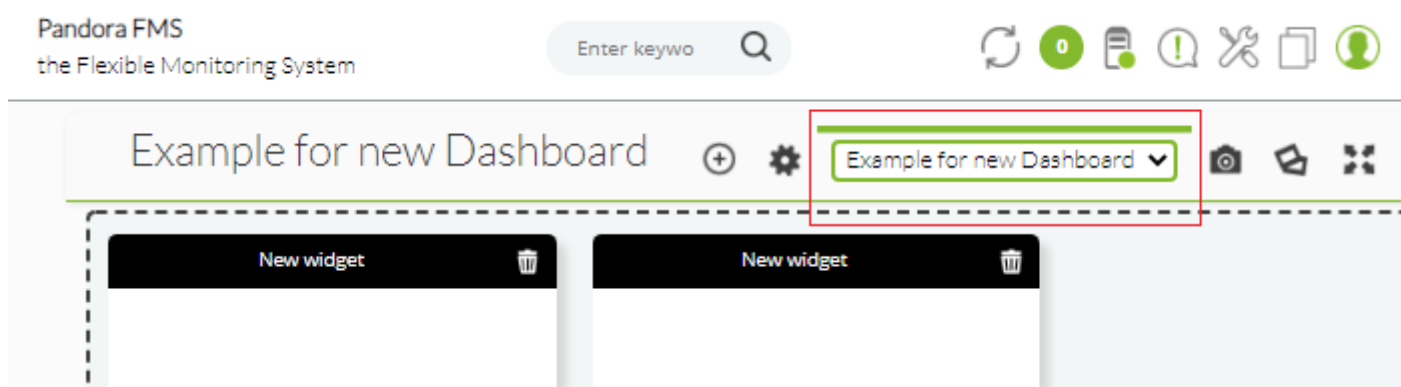 Pandora FMS
the Flexible Monitoring System
Enter keywo
0
Example for new Dashboard
Example for new Dashboard
New widget
New widget